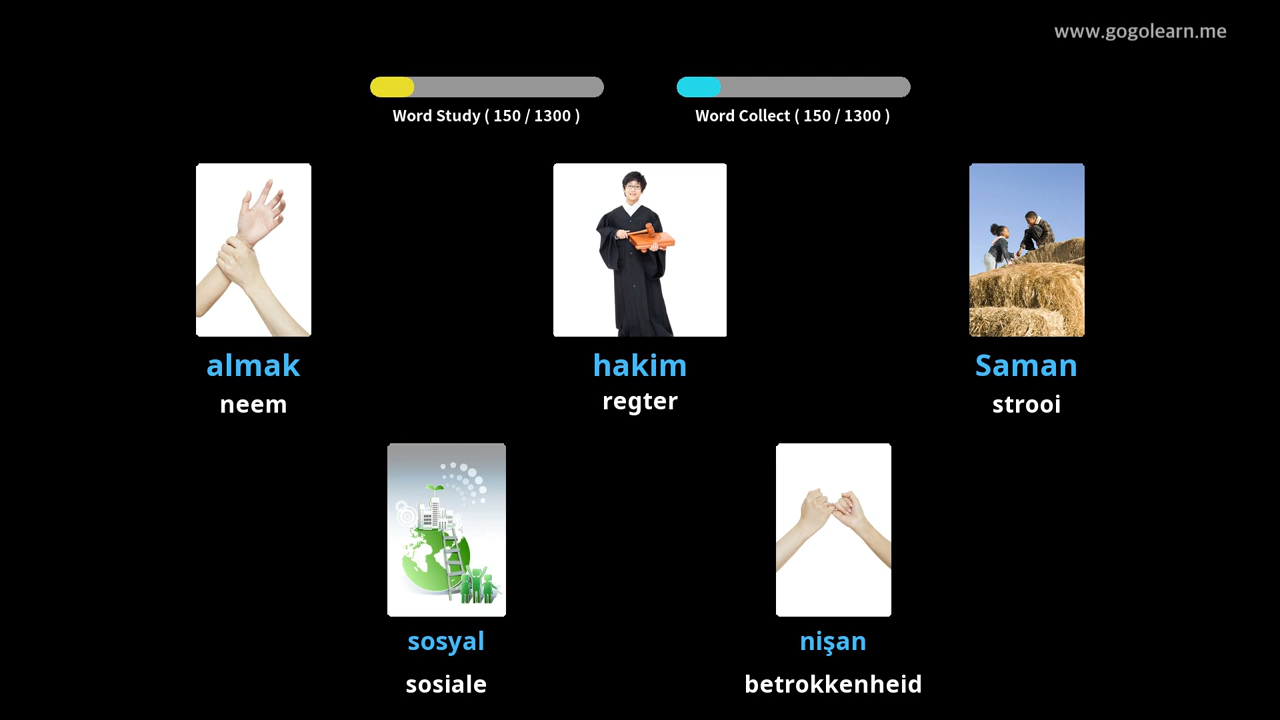 www.gogolearn.me
Word Study ( 150 / 1300 )
Word Collect ( 150 / 1300 )
almak
neem
hakim
regter
Saman
strooi
sosyal
sosiale
nişan
betrokkenheid